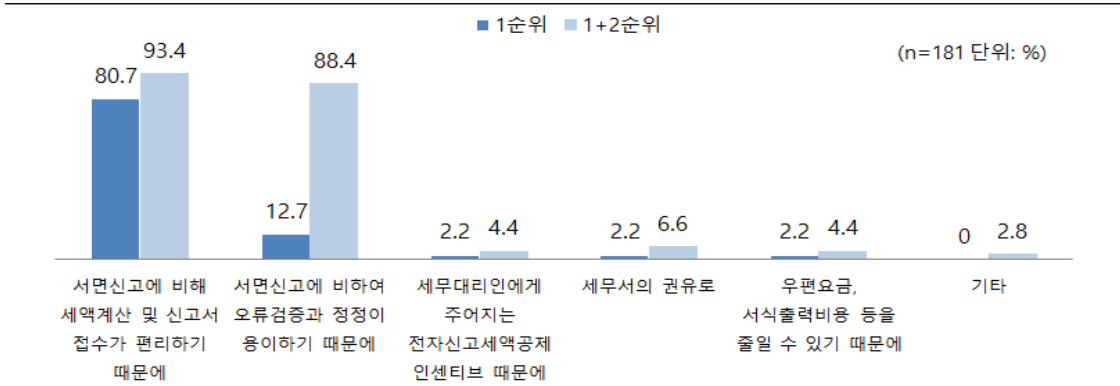 1순위 1+2순위
(n=181 단위: %)
80.7 93.4
12.7 88.4
2.2 4.4
2.2 6.6
2.2 4.4
0 2.8
서면신고에 비해
세액계산 및 신고서
접수가 편리하기
때문에
서면신고에 비하여
오류검증과 정정이
용이하기 때문에
세무대리인에게
주어지는
전자신고세액공제
인센티브 때문에
세무서의 권유로
우편요금,
서식출력비용 등을
줄일 수 있기 때문에
기타